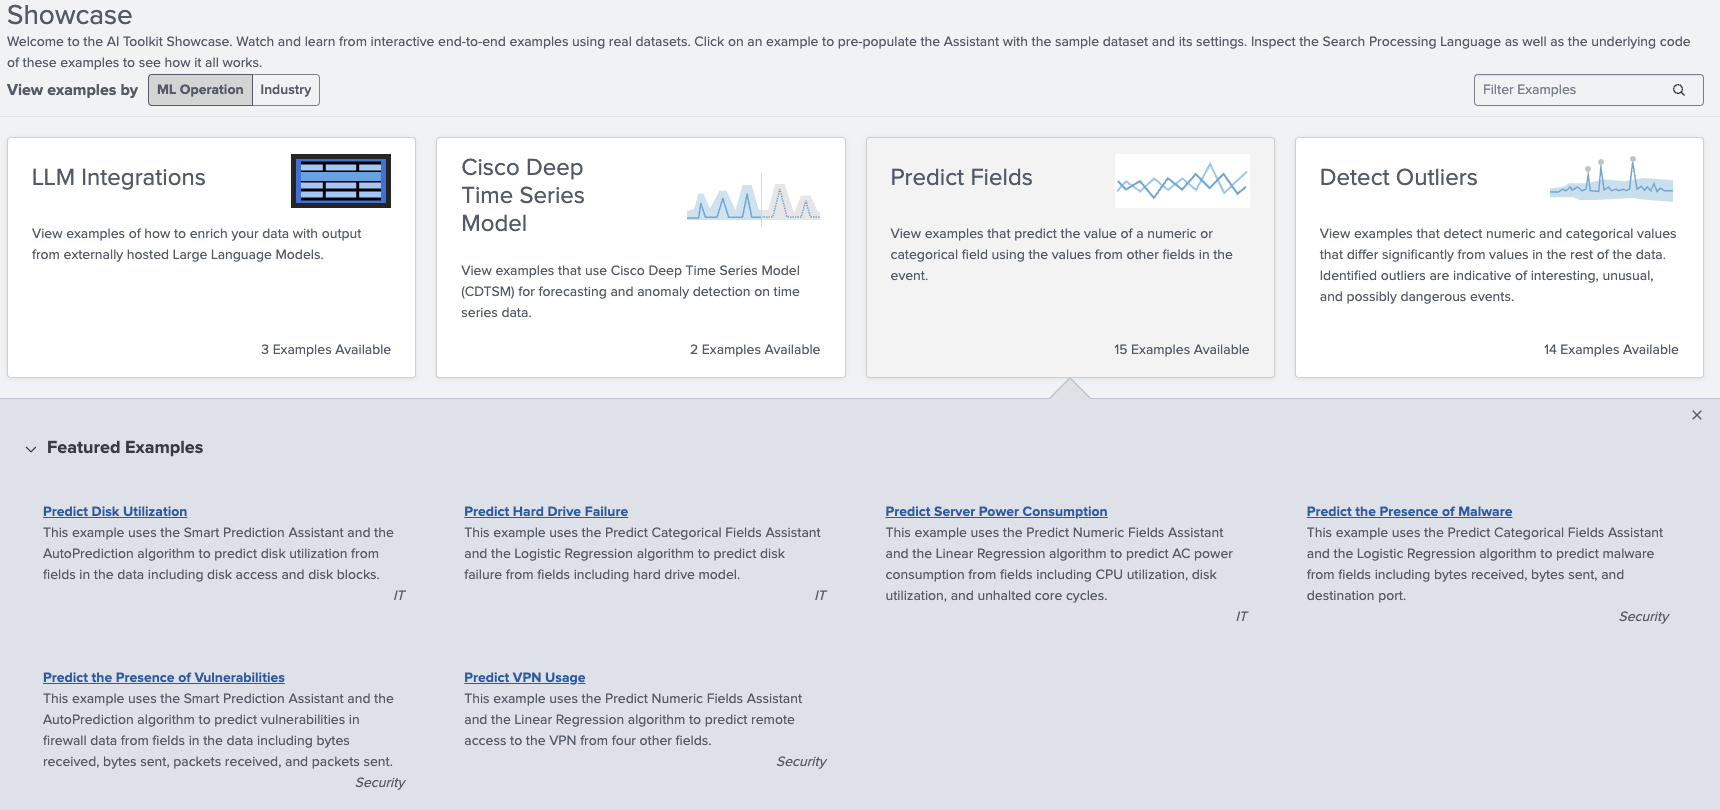 Showcase
Welcome to the AI Toolkit Showcase. Watch and learn from interactive end-to-end examples using real datasets. Click on an example to pre-populate the Assistant with the sample dataset and its settings. Inspect the Search Processing Language as well as the underlying code
of these examples to see how it all works.
View examples by ML Operation Industry
Filter Examples
LLM Integrations
View examples of how to enrich your data with output
from externally hosted Large Language Models.
3 Examples Available
Cisco Deep
Time Series
Model
View examples that use Cisco Deep Time Series Model
(CDTSM) for forecasting and anomaly detection on time
series data.
2 Examples Available
Predict Fields
View examples that predict the value of a numeric or
categorical field using the values from other fields in the
event.
15 Examples Available
Detect Outliers
View examples that detect numeric and categorical values
that differ significantly from values in the rest of the data.
Identified outliers are indicative of interesting, unusual,
and possibly dangerous events.
14 Examples Available
Featured Examples
Predict Disk Utilization
This example uses the Smart Prediction Assistant and the
AutoPrediction algorithm to predict disk utilization from
fields in the data including disk access and disk blocks.
IT
Predict Hard Drive Failure
This example uses the Predict Categorical Fields Assistant
and the Logistic Regression algorithm to predict disk
failure from fields including hard drive model.
IT
Predict Server Power Consumption
This example uses the Predict Numeric Fields Assistant
and the Linear Regression algorithm to predict AC power
consumption from fields including CPU utilization, disk
utilization, and unhalted core cycles.
IT
Predict the Presence of Malware
This example uses the Predict Categorical Fields Assistant
and the Logistic Regression algorithm to predict malware
from fields including bytes received, bytes sent, and
destination port.
Security
Predict the Presence of Vulnerabilities
This example uses the Smart Prediction Assistant and the
AutoPrediction algorithm to predict vulnerabilities in
firewall data from fields in the data including bytes
received, bytes sent, packets received, and packets sent.
Security
Predict VPN Usage
This example uses the Predict Numeric Fields Assistant
and the Linear Regression algorithm to predict remote
access to the VPN from four other fields.
Security